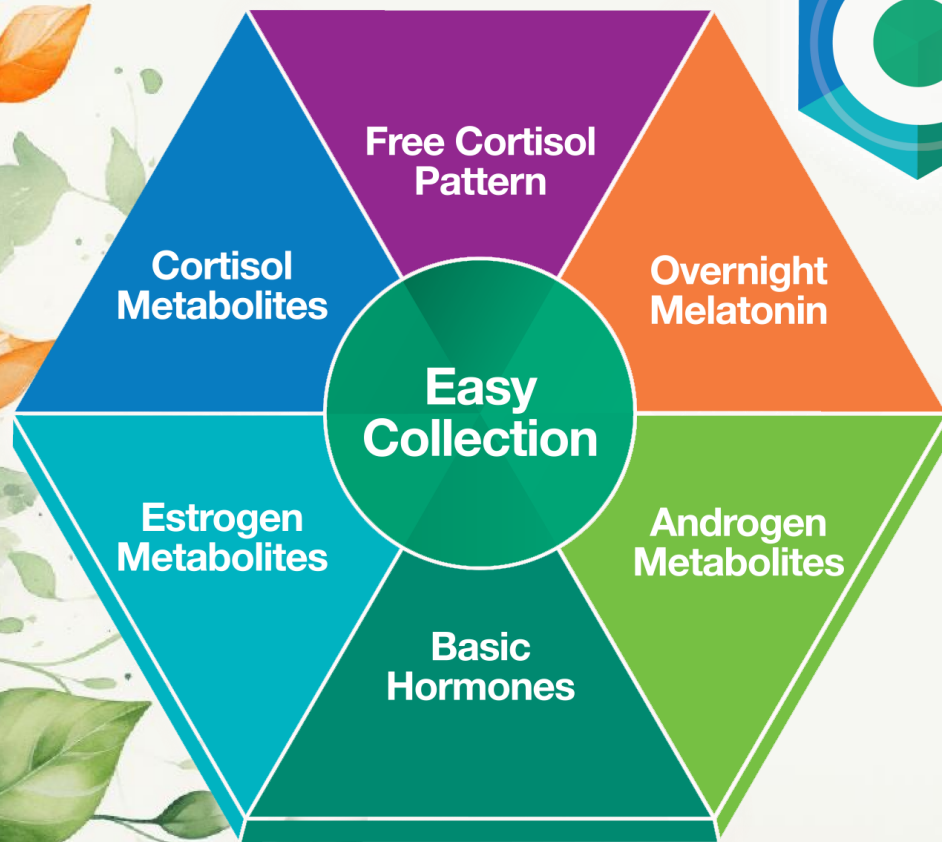 Free Cortisol
Pattern
Cortisol
Metabolites
Overnight
Melatonin
Easy
Collection
Estrogen
Metabolites
Androgen
Metabolites
Basic
Hormones